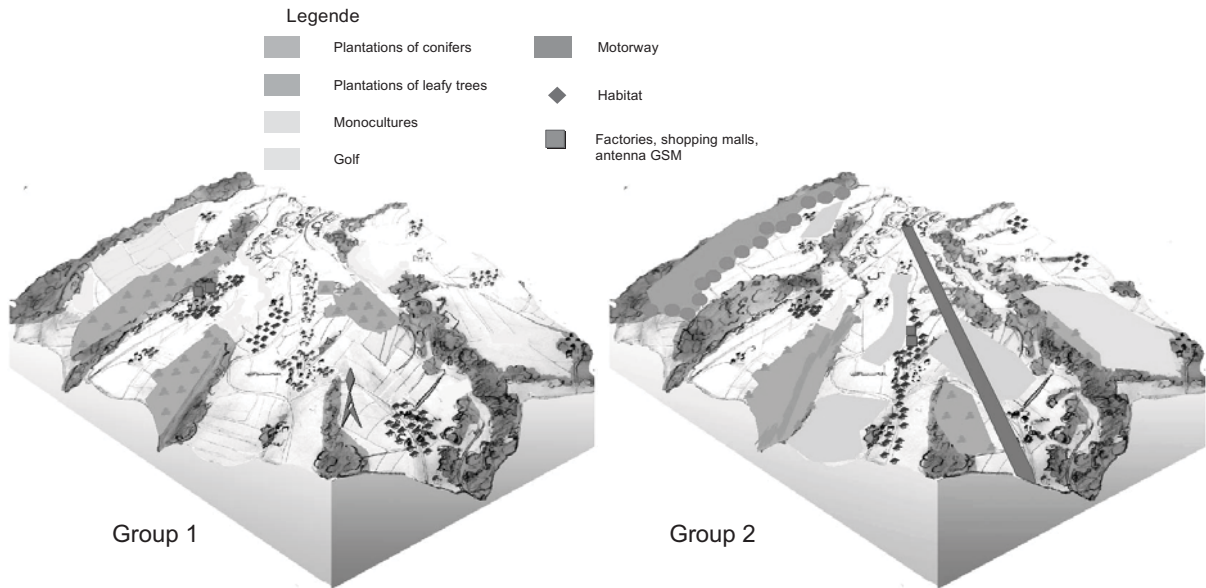 Legende
Plantations of conifers
Plantations of leafy trees
Monocultures
Golf
Motorway
Habitat
Factories, shopping malls,
antenna GSM
Group 1
Group 2